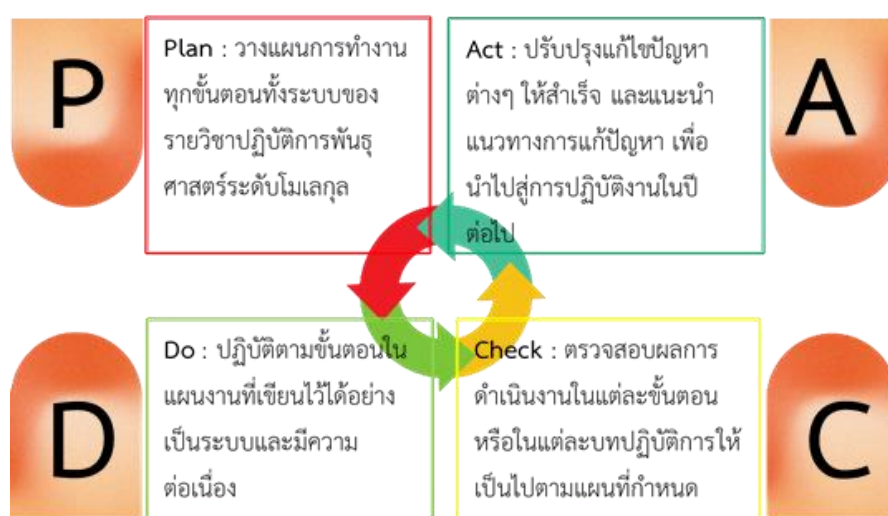 P
Plan : วางแผนการทำงาน
ทุกขั้นตอนทั้งระบบของ
รายวิชาปฏิบัติการพันธุ
ศาสตร์ระดับโมเลกุล
Act : ปรับปรุงแก้ไขปัญหา
ต่างๆ ให้สำเร็จ และแนะนำ
แนวทางการแก้ปัญหา เพื่อ
นำไปสู่การปฏิบัติงานในปี
ต่อไป
A
D
Do : ปฏิบัติตามขั้นตอนใน
แผนงานที่เขียนไว้ได้อย่าง
เป็นระบบและมีความ
ต่อเนื่อง
Check : ตรวจสอบผลการ
ดำเนินงานในแต่ละขั้นตอน
หรือในแต่ละบทปฏิบัติการให้
เป็นไปตามแผนที่กำหนด
C